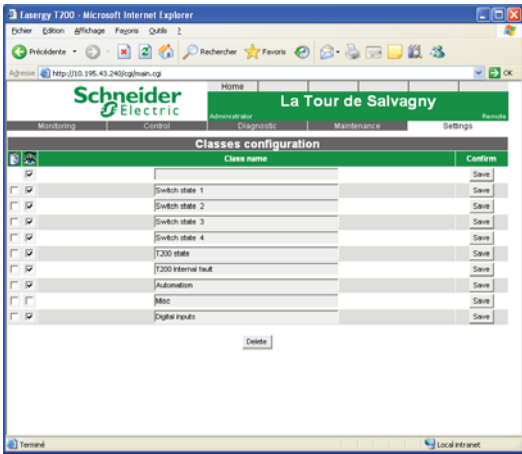 Easergy T200 - Microsoft Internet Explorer
Fichier Edition Affichage Favoris Outils ?
Précédente Rechercher Favoris
Adresse http://10.195.43.240/cgi/main.cgi OK
Home
Schneider Electric
La Tour de Salvagny
Administrator Remote
Monitoring Control Diagnostic Maintenance Settings
Classes configuration
Class name Confirm
Save
Switch state 1 Save
Switch state 2 Save
Switch state 3 Save
Switch state 4 Save
T200 state Save
T200 Internal fault Save
Automation Save
Misc Save
Digital inputs Save
Delete
Terminé Local intranet